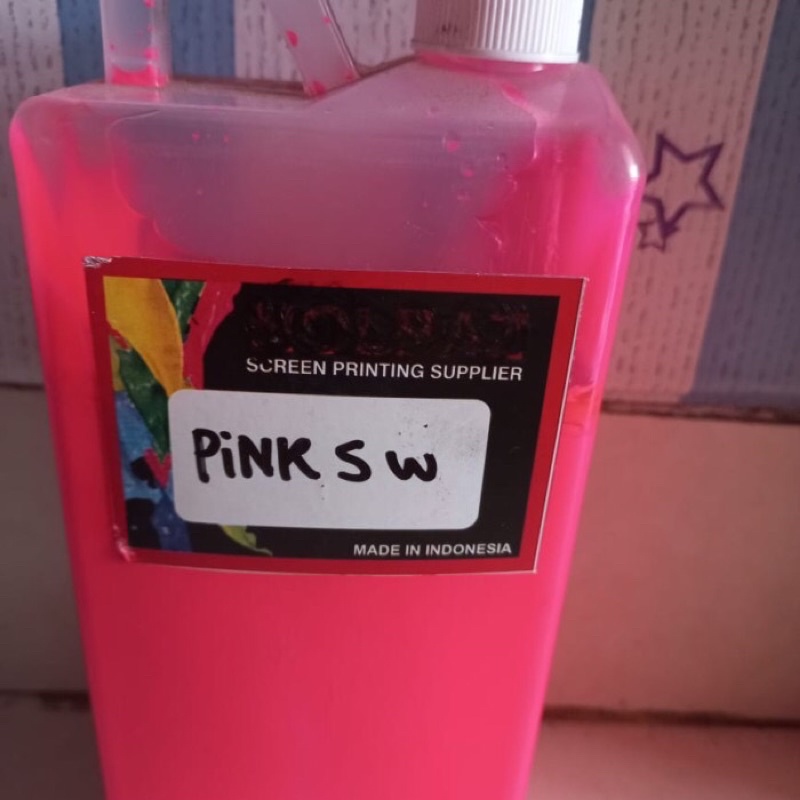 SCREEN PRINTING SUPPLIER
PiNK S W
MADE IN INDONESIA